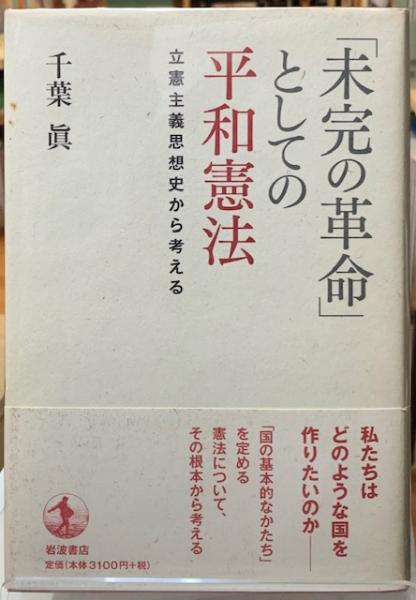 「未完の革命」
としての
平和憲法
立憲主義思想史から考える
千葉 眞
私たちは
どのような国を
作りたいのか──
「国の基本的なかたち」
を定める
憲法について、
その根本から考える
岩波書店
定価(本体3100円+税)